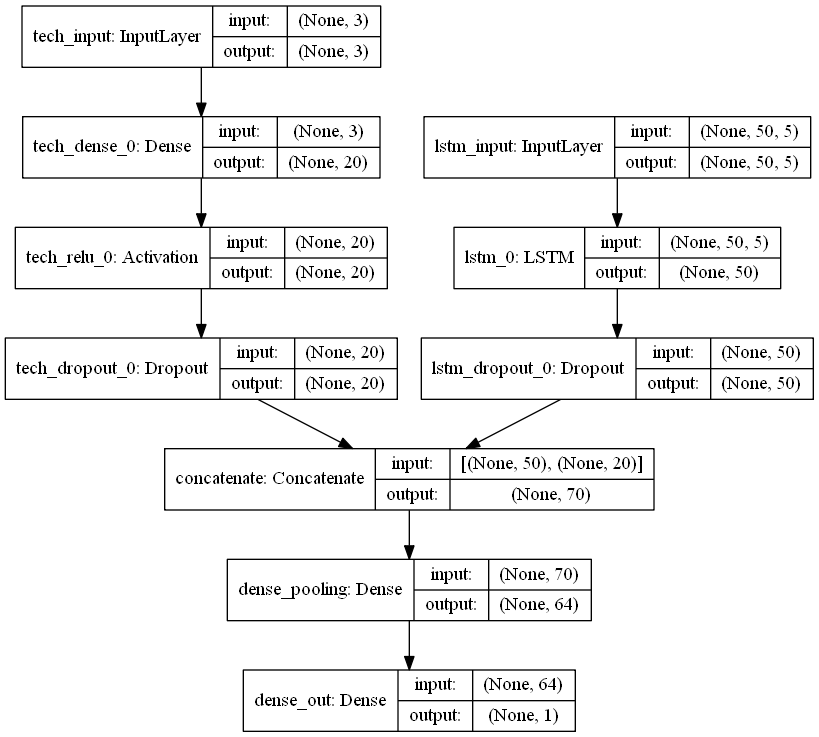 tech_input: InputLayer
input: (None, 3)
output: (None, 3)
tech_dense_0: Dense
input: (None, 3)
output: (None, 20)
lstm_input: InputLayer
input: (None, 50, 5)
output: (None, 50, 5)
tech_relu_0: Activation
input: (None, 20)
output: (None, 20)
lstm_0: LSTM
input: (None, 50, 5)
output: (None, 50)
tech_dropout_0: Dropout
input: (None, 20)
output: (None, 20)
lstm_dropout_0: Dropout
input: (None, 50)
output: (None, 50)
concatenate: Concatenate
input: [(None, 50), (None, 20)]
output: (None, 70)
dense_pooling: Dense
input: (None, 70)
output: (None, 64)
dense_out: Dense
input: (None, 64)
output: (None, 1)